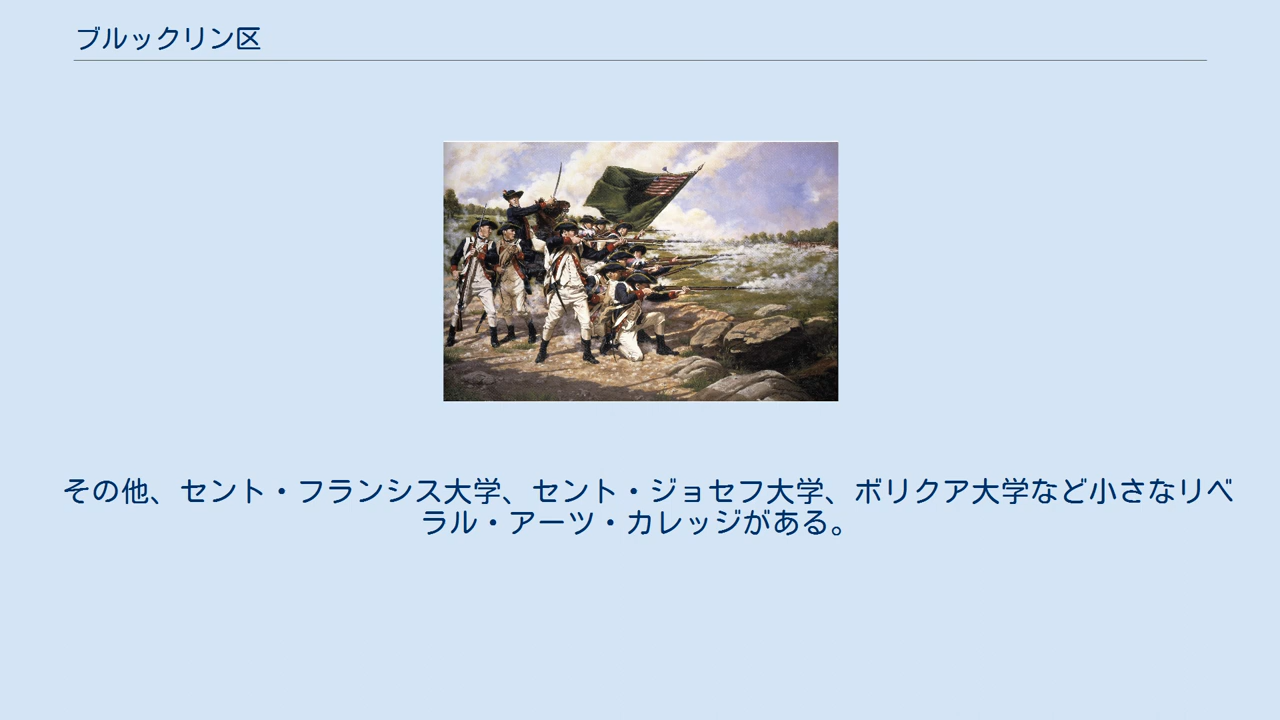 ブルックリン区
その他、セント・フランシス大学、セント・ジョセフ大学、ボリクア大学など小さなリベ
ラル・アーツ・カレッジがある。